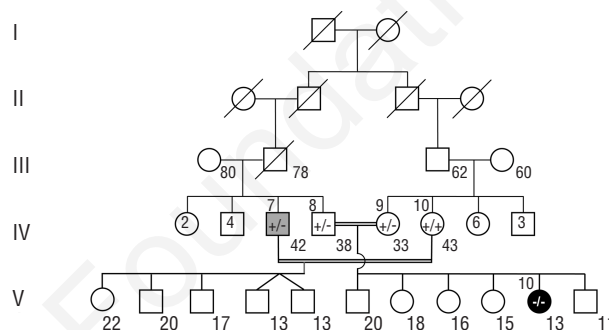 I
II
III
80 78 62 60
7 8 9 10
2 4 +/- +/- +/- +/+ 6 3
IV
42 38 33 43
10
V -/-
22 20 17 13 13 20 18 16 15 13
Foundati